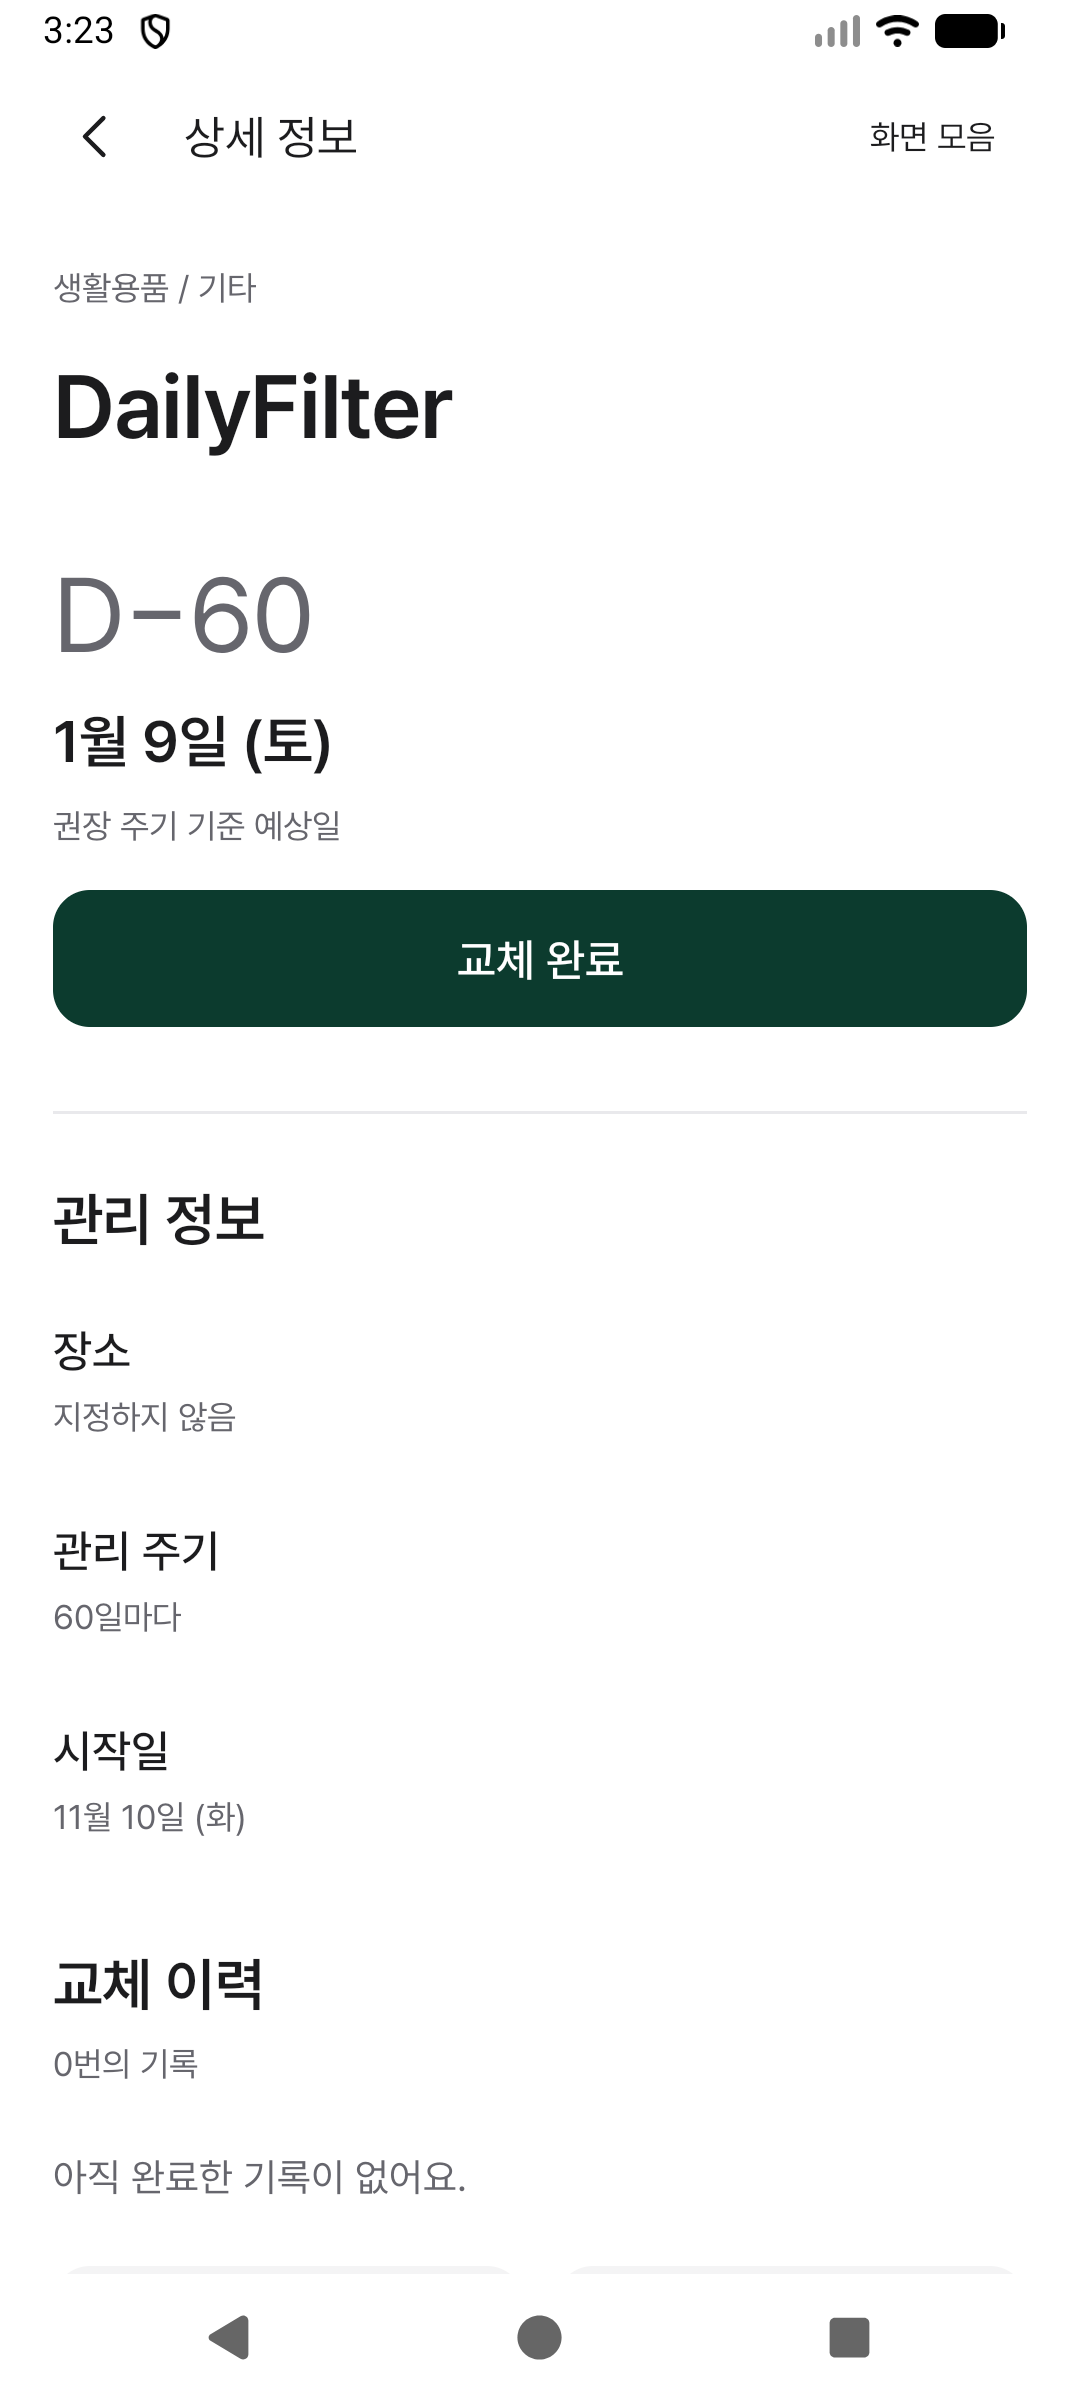 3:23
상세 정보
화면 모음
생활용품 / 기타
DailyFilter
D-60
1월 9일 (토)
권장 주기 기준 예상일
교체 완료
관리 정보
장소
지정하지 않음
관리 주기
60일마다
시작일
11월 10일 (화)
교체 이력
0번의 기록
아직 완료한 기록이 없어요.